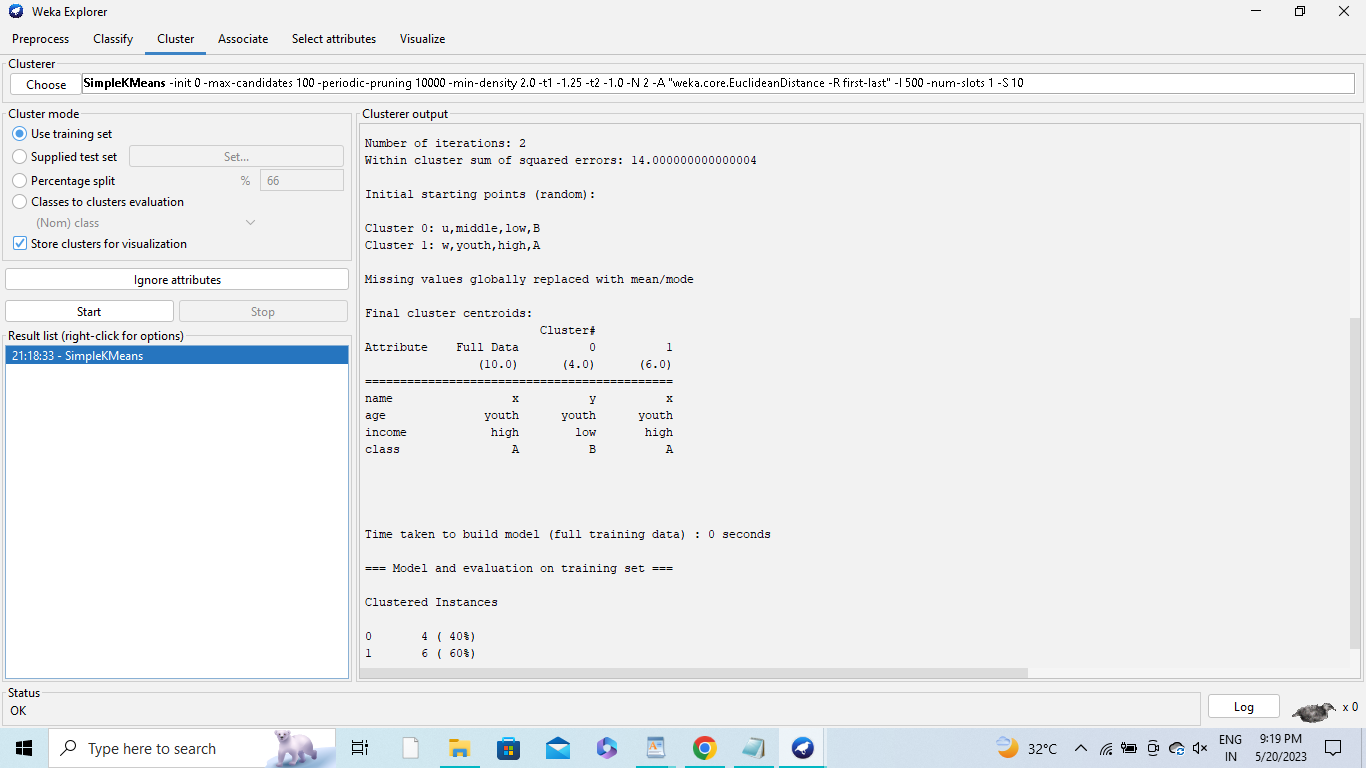 Weka Explorer
Preprocess Classify Cluster Associate Select attributes Visualize
Clusterer
Choose SimpleKMeans -init 0 -max-candidates 100 -periodic-pruning 10000 -min-density 2.0 -t1 -1.25 -t2 -1.0 -N 2 -A "weka.core.EuclideanDistance -R first-last" -I 500 -num-slots 1 -S 10
Cluster mode
Use training set
Supplied test set Set...
Percentage split % 66
Classes to clusters evaluation
(Nom) class
Store clusters for visualization
Ignore attributes
Start Stop
Result list (right-click for options)
21:18:33 - SimpleKMeans
Clusterer output
Number of iterations: 2
Within cluster sum of squared errors: 14.000000000000004
Initial starting points (random):
Cluster 0: u,middle,low,B
Cluster 1: w,youth,high,A
Missing values globally replaced with mean/mode
Final cluster centroids:
Cluster#
Attribute Full Data 0 1
(10.0) (4.0) (6.0)
============================================
name x y x
age youth youth youth
income high low high
class A B A
Time taken to build model (full training data) : 0 seconds
=== Model and evaluation on training set ===
Clustered Instances
0 4 ( 40%)
1 6 ( 60%)
Status
OK
Log
x 0
Type here to search
32°C
ENG
IN
9:19 PM
5/20/2023